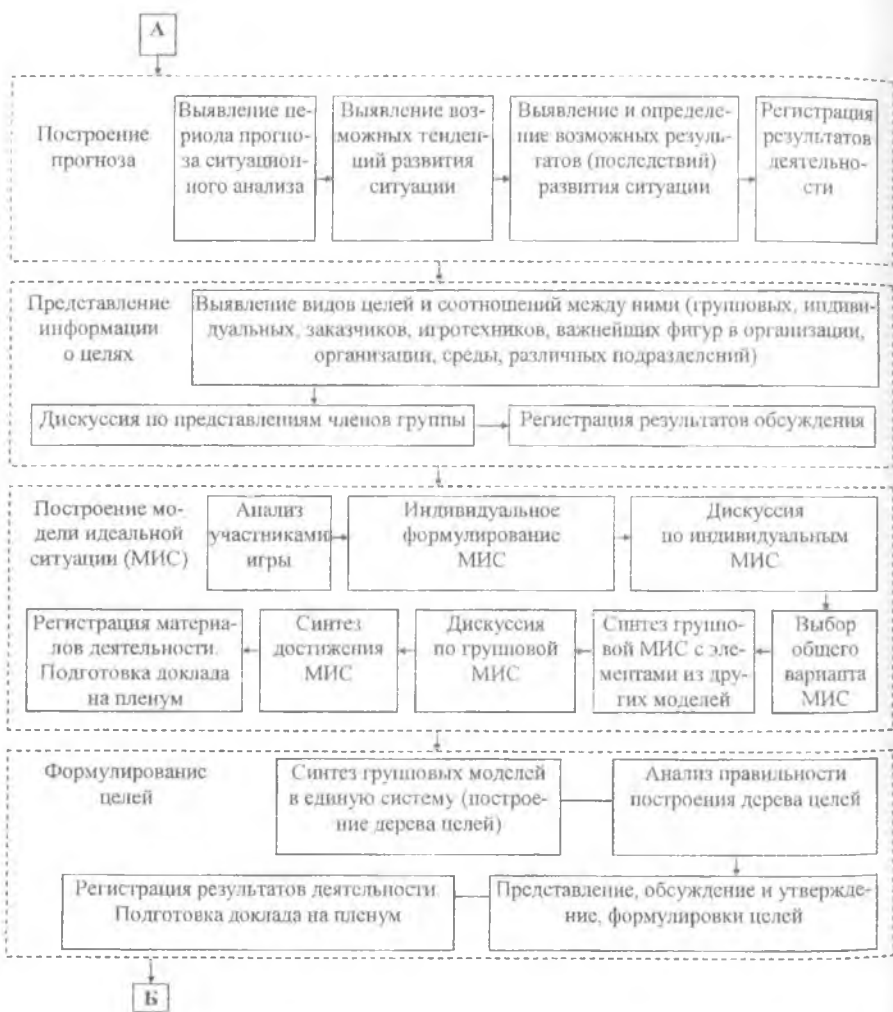 А
Построение
прогноза
Выявление пе-
риода прогно-
за ситуацион-
ного анализа
Выявление воз-
можных тенден-
ций развития
ситуации
Выявление и определе-
ние возможных резуль-
татов (последствий)
развития ситуации
Регистрация
результатов
деятельно-
сти
Представление
информации
о целях
Выявление видов целей и соотношений между ними (групповых, индиви-
дуальных, заказчиков, игротехников, важнейших фигур в организации,
организации, среды, различных подразделений)
Дискуссия по представлениям членов группы
Регистрация результатов обсуждения
Построение мо-
дели идеальной
ситуации (МИС)
Анализ
участниками
игры
Индивидуальное
формулирование
МИС
Дискуссия
по индивидуальным
МИС
Регистрация материа-
лов деятельности.
Подготовка доклада
на пленум
Синтез
достижения
МИС
Дискуссия
по групповой
МИС
Синтез группо-
вой МИС с эле-
ментами из дру-
гих моделей
Выбор
общего
варианта
МИС
Формулирование
целей
Синтез групповых моделей
в единую систему (построе-
ние дерева целей)
Анализ правильности
построения дерева целей
Регистрация результатов деятельности
Подготовка доклада на пленум
Представление, обсуждение и утвержде-
ние, формулировки целей
Б